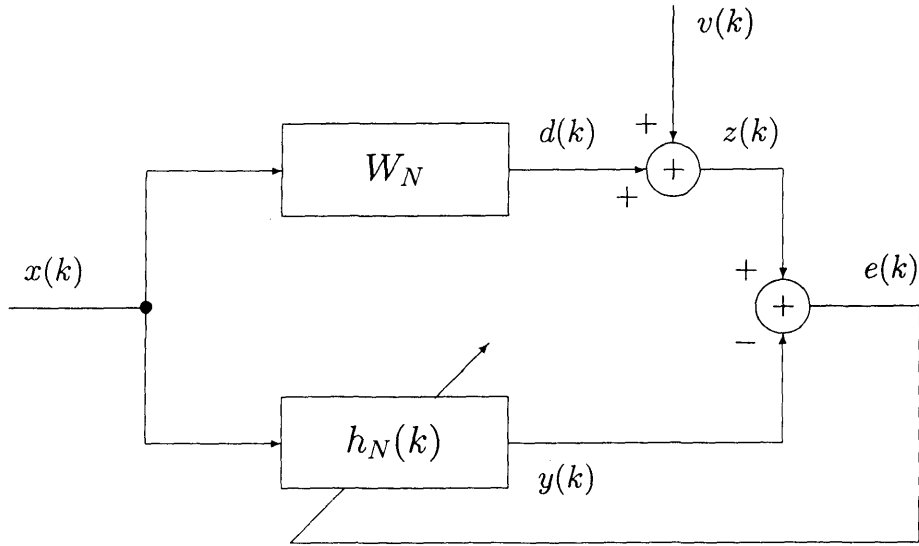 v(k)
+
d(k)
z(k)
W_N
+
+
x(k)
+
e(k)
+
−
h_N(k)
y(k)